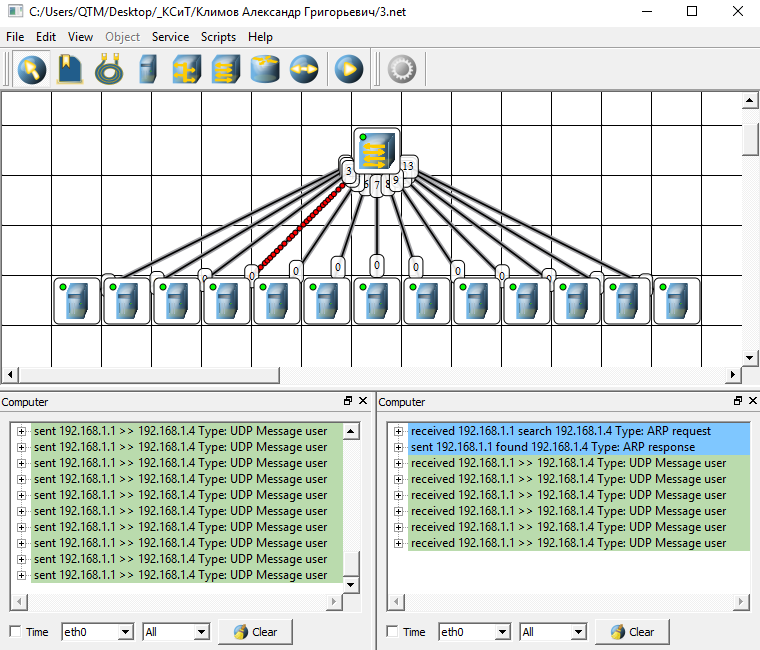 C:/Users/QTM/Desktop/_КСиТ/Климов Александр Григорьевич/3.net
File Edit View Object Service Scripts Help
3 6 7 8 9 13
0 0 0 0 0 0 0 0
Computer
sent 192.168.1.1 >> 192.168.1.4 Type: UDP Message user
sent 192.168.1.1 >> 192.168.1.4 Type: UDP Message user
sent 192.168.1.1 >> 192.168.1.4 Type: UDP Message user
sent 192.168.1.1 >> 192.168.1.4 Type: UDP Message user
sent 192.168.1.1 >> 192.168.1.4 Type: UDP Message user
sent 192.168.1.1 >> 192.168.1.4 Type: UDP Message user
sent 192.168.1.1 >> 192.168.1.4 Type: UDP Message user
sent 192.168.1.1 >> 192.168.1.4 Type: UDP Message user
sent 192.168.1.1 >> 192.168.1.4 Type: UDP Message user
sent 192.168.1.1 >> 192.168.1.4 Type: UDP Message user
Time eth0 All Clear
Computer
received 192.168.1.1 search 192.168.1.4 Type: ARP request
sent 192.168.1.1 found 192.168.1.4 Type: ARP response
received 192.168.1.1 >> 192.168.1.4 Type: UDP Message user
received 192.168.1.1 >> 192.168.1.4 Type: UDP Message user
received 192.168.1.1 >> 192.168.1.4 Type: UDP Message user
received 192.168.1.1 >> 192.168.1.4 Type: UDP Message user
received 192.168.1.1 >> 192.168.1.4 Type: UDP Message user
received 192.168.1.1 >> 192.168.1.4 Type: UDP Message user
Time eth0 All Clear